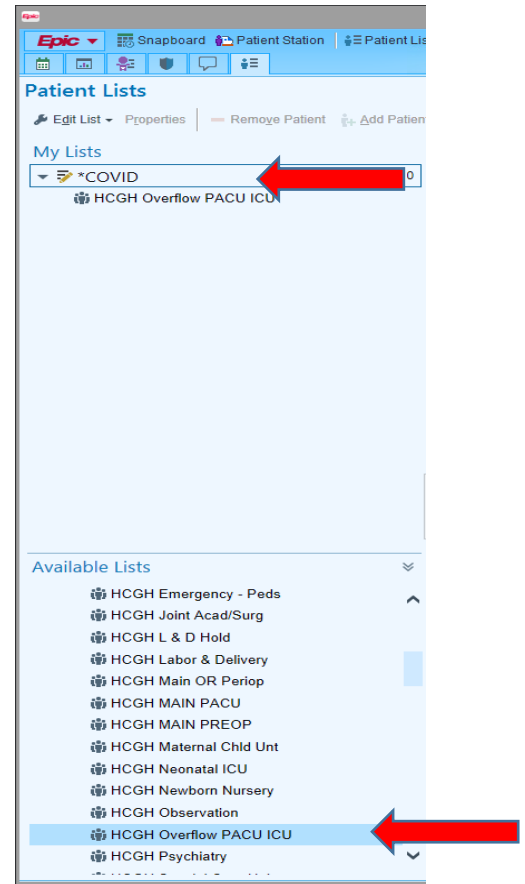 Epic
Epic Snapboard Patient Station Patient Lis
Patient Lists
Edit List Properties Remove Patient Add Patien
My Lists
*COVID 0
HCGH Overflow PACU ICU
Available Lists
HCGH Emergency - Peds
HCGH Joint Acad/Surg
HCGH L & D Hold
HCGH Labor & Delivery
HCGH Main OR Periop
HCGH MAIN PACU
HCGH MAIN PREOP
HCGH Maternal Chld Unt
HCGH Neonatal ICU
HCGH Newborn Nursery
HCGH Observation
HCGH Overflow PACU ICU
HCGH Psychiatry